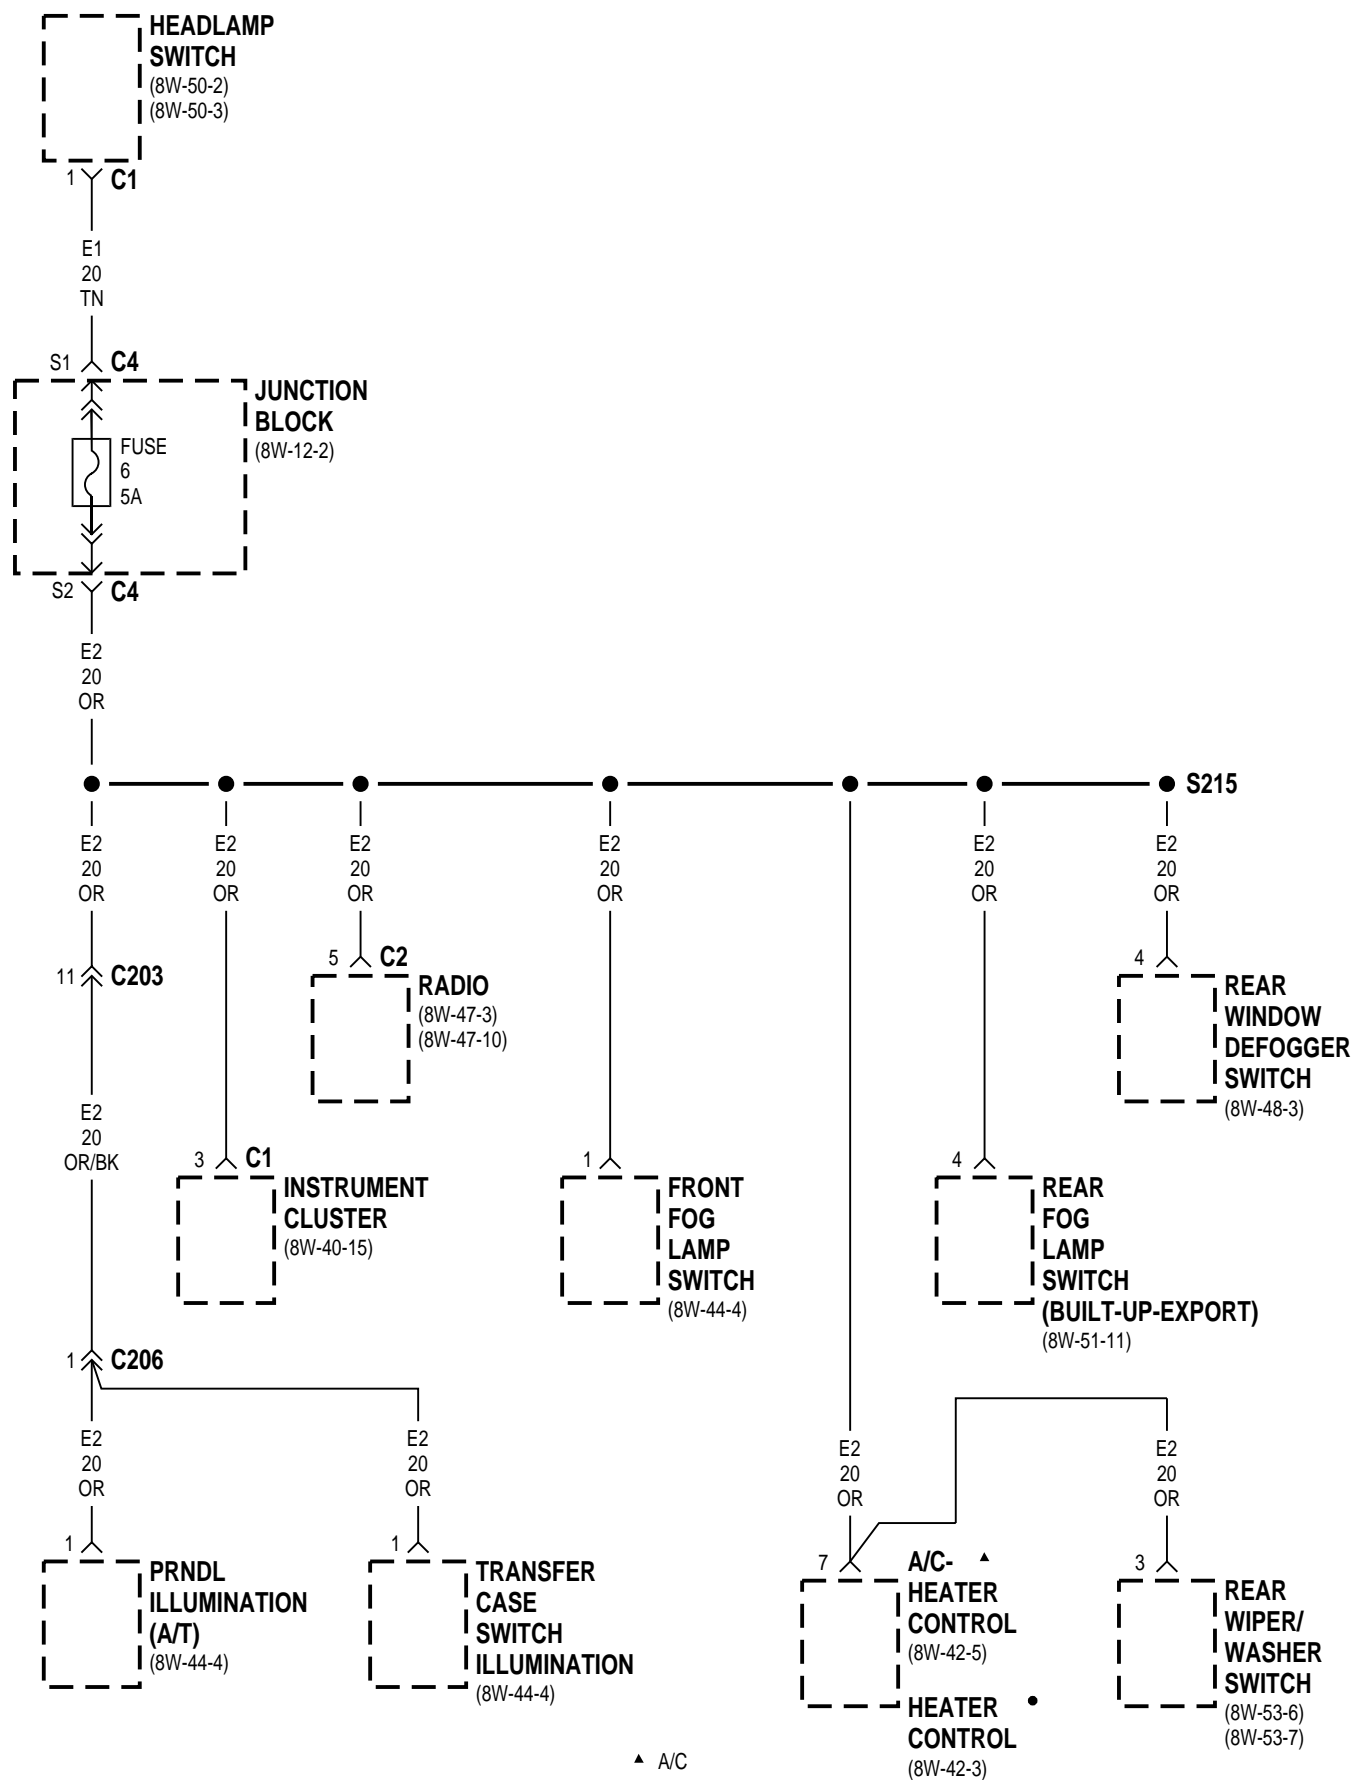 HEADLAMP
SWITCH
(8W-50-2)
(8W-50-3)
1 C1
E1
20
TN
S1 C4
JUNCTION
BLOCK
(8W-12-2)
FUSE
6
5A
S2 C4
E2
20
OR
S215
E2 E2 E2 E2 E2 E2
20 20 20 20 20 20
OR OR OR OR OR OR
11 C203
5 C2
RADIO
(8W-47-3)
(8W-47-10)
4
REAR
WINDOW
DEFOGGER
SWITCH
(8W-48-3)
E2
20
OR/BK
3 C1
INSTRUMENT
CLUSTER
(8W-40-15)
1
FRONT
FOG
LAMP
SWITCH
(8W-44-4)
4
REAR
FOG
LAMP
SWITCH
(BUILT-UP-EXPORT)
(8W-51-11)
1 C206
E2 E2 E2 E2
20 20 20 20
OR OR OR OR
1
PRNDL
ILLUMINATION
(A/T)
(8W-44-4)
1
TRANSFER
CASE
SWITCH
ILLUMINATION
(8W-44-4)
7
A/C- ▲
HEATER
CONTROL
(8W-42-5)
HEATER ●
CONTROL
(8W-42-3)
3
REAR
WIPER/
WASHER
SWITCH
(8W-53-6)
(8W-53-7)
▲ A/C